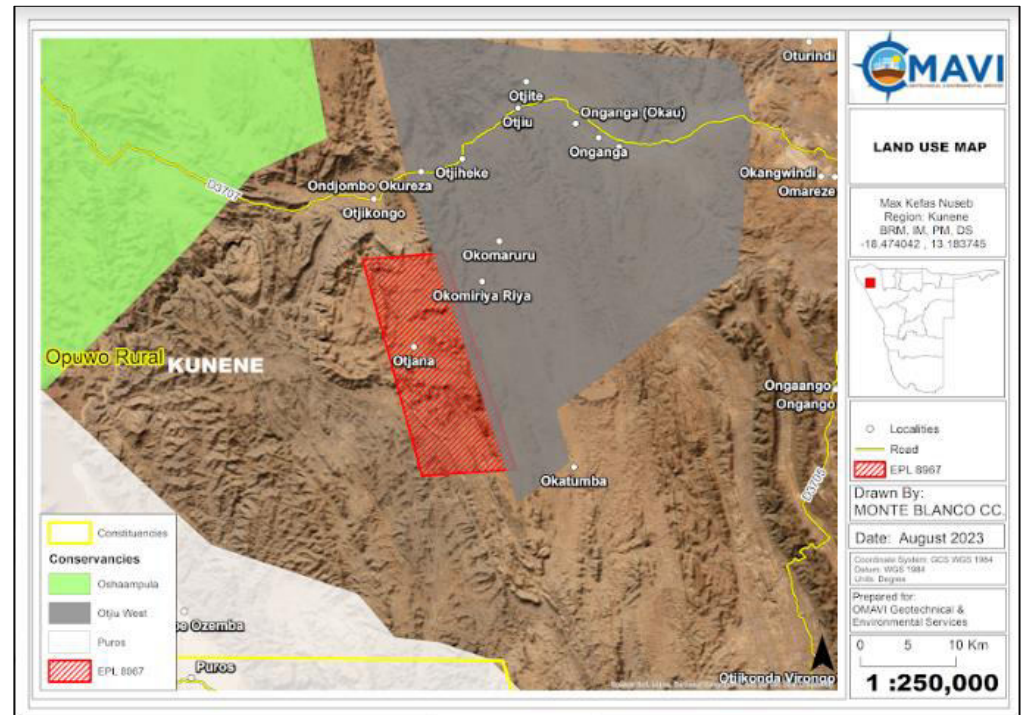 Oturindi
Otjite
Otjiu
Onganga (Okau)
Onganga
Otjiheke
Ondjombo Okureza
Okangwindi
Omareze
D3707
Otjikongo
Okomaruru
Okomiriya Riya
Otjana
Opuwo Rural
KUNENE
Ongaango
Ongango
Okatumba
D3705
Ozemba
Puros
Otjikonda Virongo
Constituencies
Conservancies
Oshaampula
Otjiu West
Puros
EPL 8967
OMAVI
GEOTECHNICAL & ENVIRONMENTAL SERVICES
LAND USE MAP
Max Kefas Nuseb
Region: Kunene
BRM, IM, PM, DS
-18.474042 , 13.183745
Localities
Road
EPL 8967
Drawn By:
MONTE BLANCO CC.
Date: August 2023
Coordinate System: GCS WGS 1984
Datum: WGS 1984
Units: Degree
Prepared for:
OMAVI Geotechnical &
Environmental Services
0 5 10 Km
1 :250,000